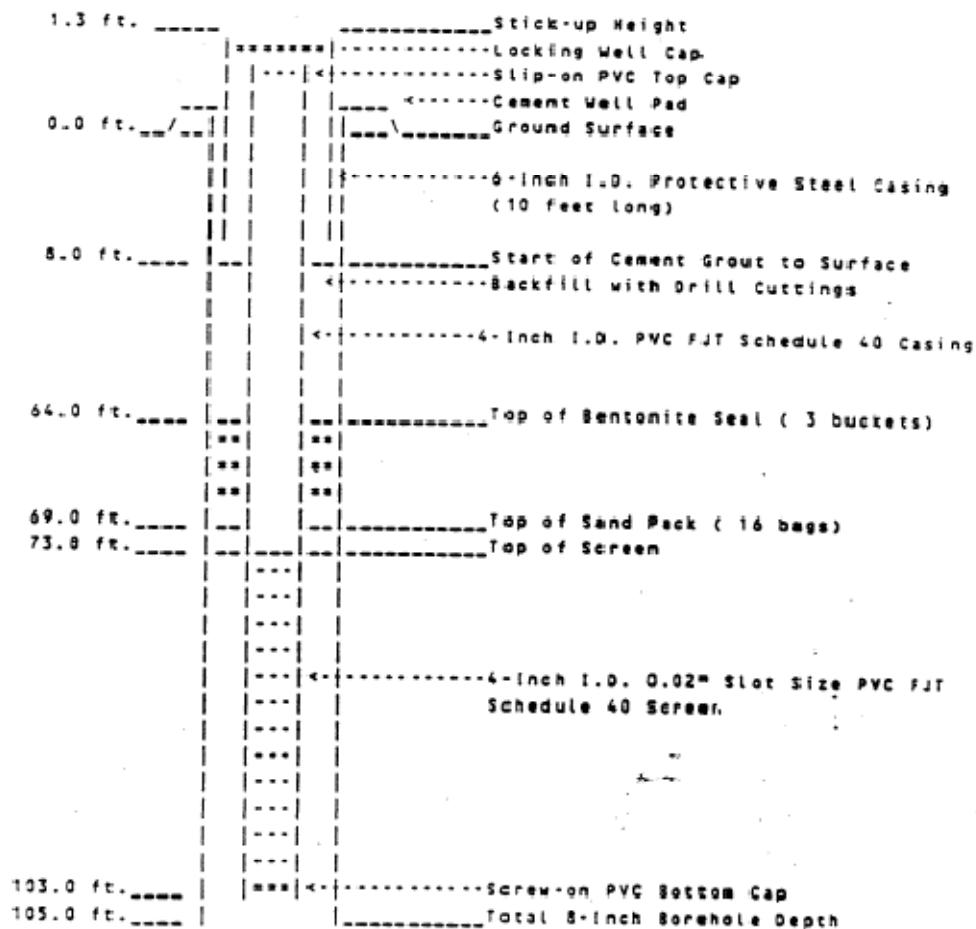 1.3 ft. Stick-up Height
Locking Well Cap
Slip-on PVC Top Cap
Cement Well Pad
0.0 ft. Ground Surface
6-Inch I.D. Protective Steel Casing
(10 feet long)
8.0 ft. Start of Cement Grout to Surface
Backfill with Drill Cuttings
4-Inch I.D. PVC FJT Schedule 40 Casing
64.0 ft. Top of Bentonite Seal ( 3 buckets)
69.0 ft. Top of Sand Pack ( 16 bags)
73.8 ft. Top of Screen
4-Inch I.D. 0.02" Slot Size PVC FJT
Schedule 40 Screen
103.0 ft. Screw-on PVC Bottom Cap
105.0 ft. Total 8-Inch Borehole Depth